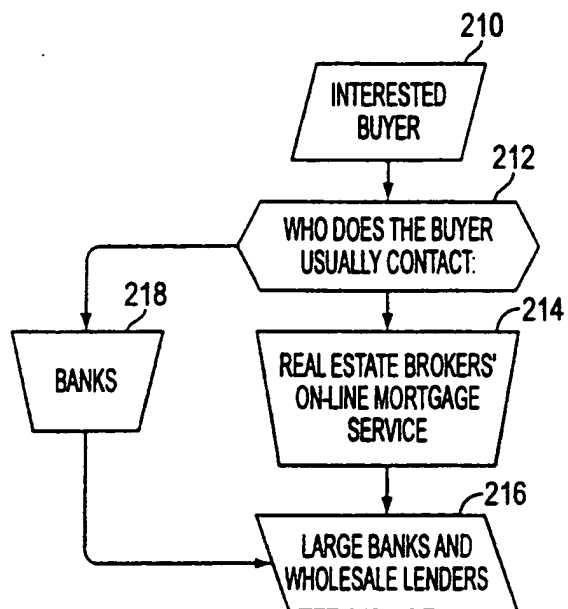 210
INTERESTED
BUYER
212
WHO DOES THE BUYER
USUALLY CONTACT:
218
BANKS
214
REAL ESTATE BROKERS'
ON-LINE MORTGAGE
SERVICE
216
LARGE BANKS AND
WHOLESALE LENDERS